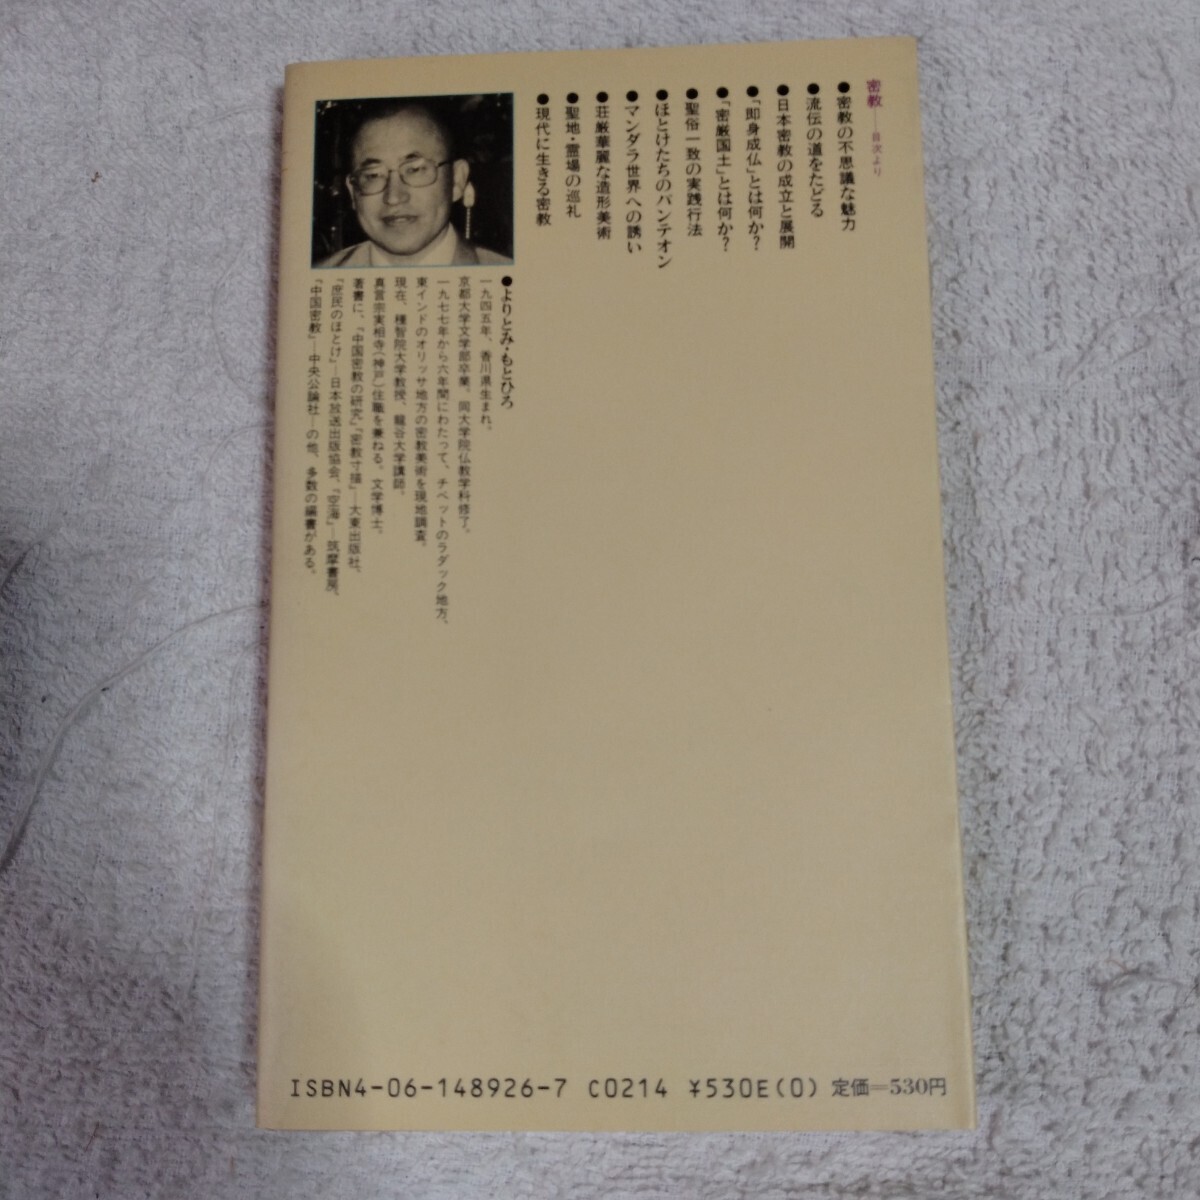 密教──目次より
●密教の不思議な魅力
●流伝の道をたどる
●日本密教の成立と展開
●「即身成仏」とは何か?
●「密厳国土」とは何か?
●聖俗一致の実践行法
●ほとけたちのパンテオン
●マンダラ世界への誘い
●荘厳華麗な造形美術
●聖地・霊場の巡礼
●現代に生きる密教
●よりとみ・もとひろ
一九四五年、香川県生まれ。
京都大学文学部卒業。同大学院仏教学科修了。
一九七七年から六年間にわたって、チベットのラダック地方、
東インドのオリッサ地方の密教美術を現地調査。
現在、種智院大学教授、龍谷大学講師。
真言宗実相寺(神戸)住職を兼ねる。文学博士。
著書に、『中国密教の研究』『密教寸描』──大東出版社、
『庶民のほとけ』──日本放送出版協会、『空海』──筑摩書房、
『中国密教』──中央公論社──の他、多数の編書がある。
ISBN4-06-148926-7 C0214 ¥530E(0) 定価=530円